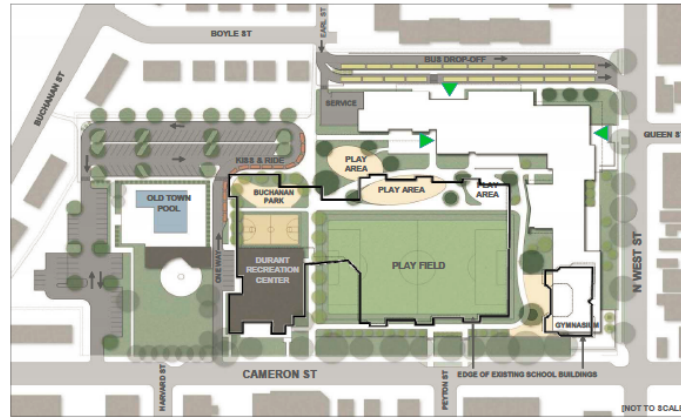 BOYLE ST
EARL ST
BUCHANAN ST
BUS DROP-OFF
SERVICE
QUEEN ST
KISS & RIDE
PLAY
AREA
BUCHANAN
PARK
PLAY AREA
PLAY
AREA
OLD TOWN
POOL
ONE WAY
DURANT
RECREATION
CENTER
PLAY FIELD
N WEST ST
GYMNASIUM
CAMERON ST
HARVARD ST
PEYTON ST
EDGE OF EXISTING SCHOOL BUILDINGS
[NOT TO SCALE